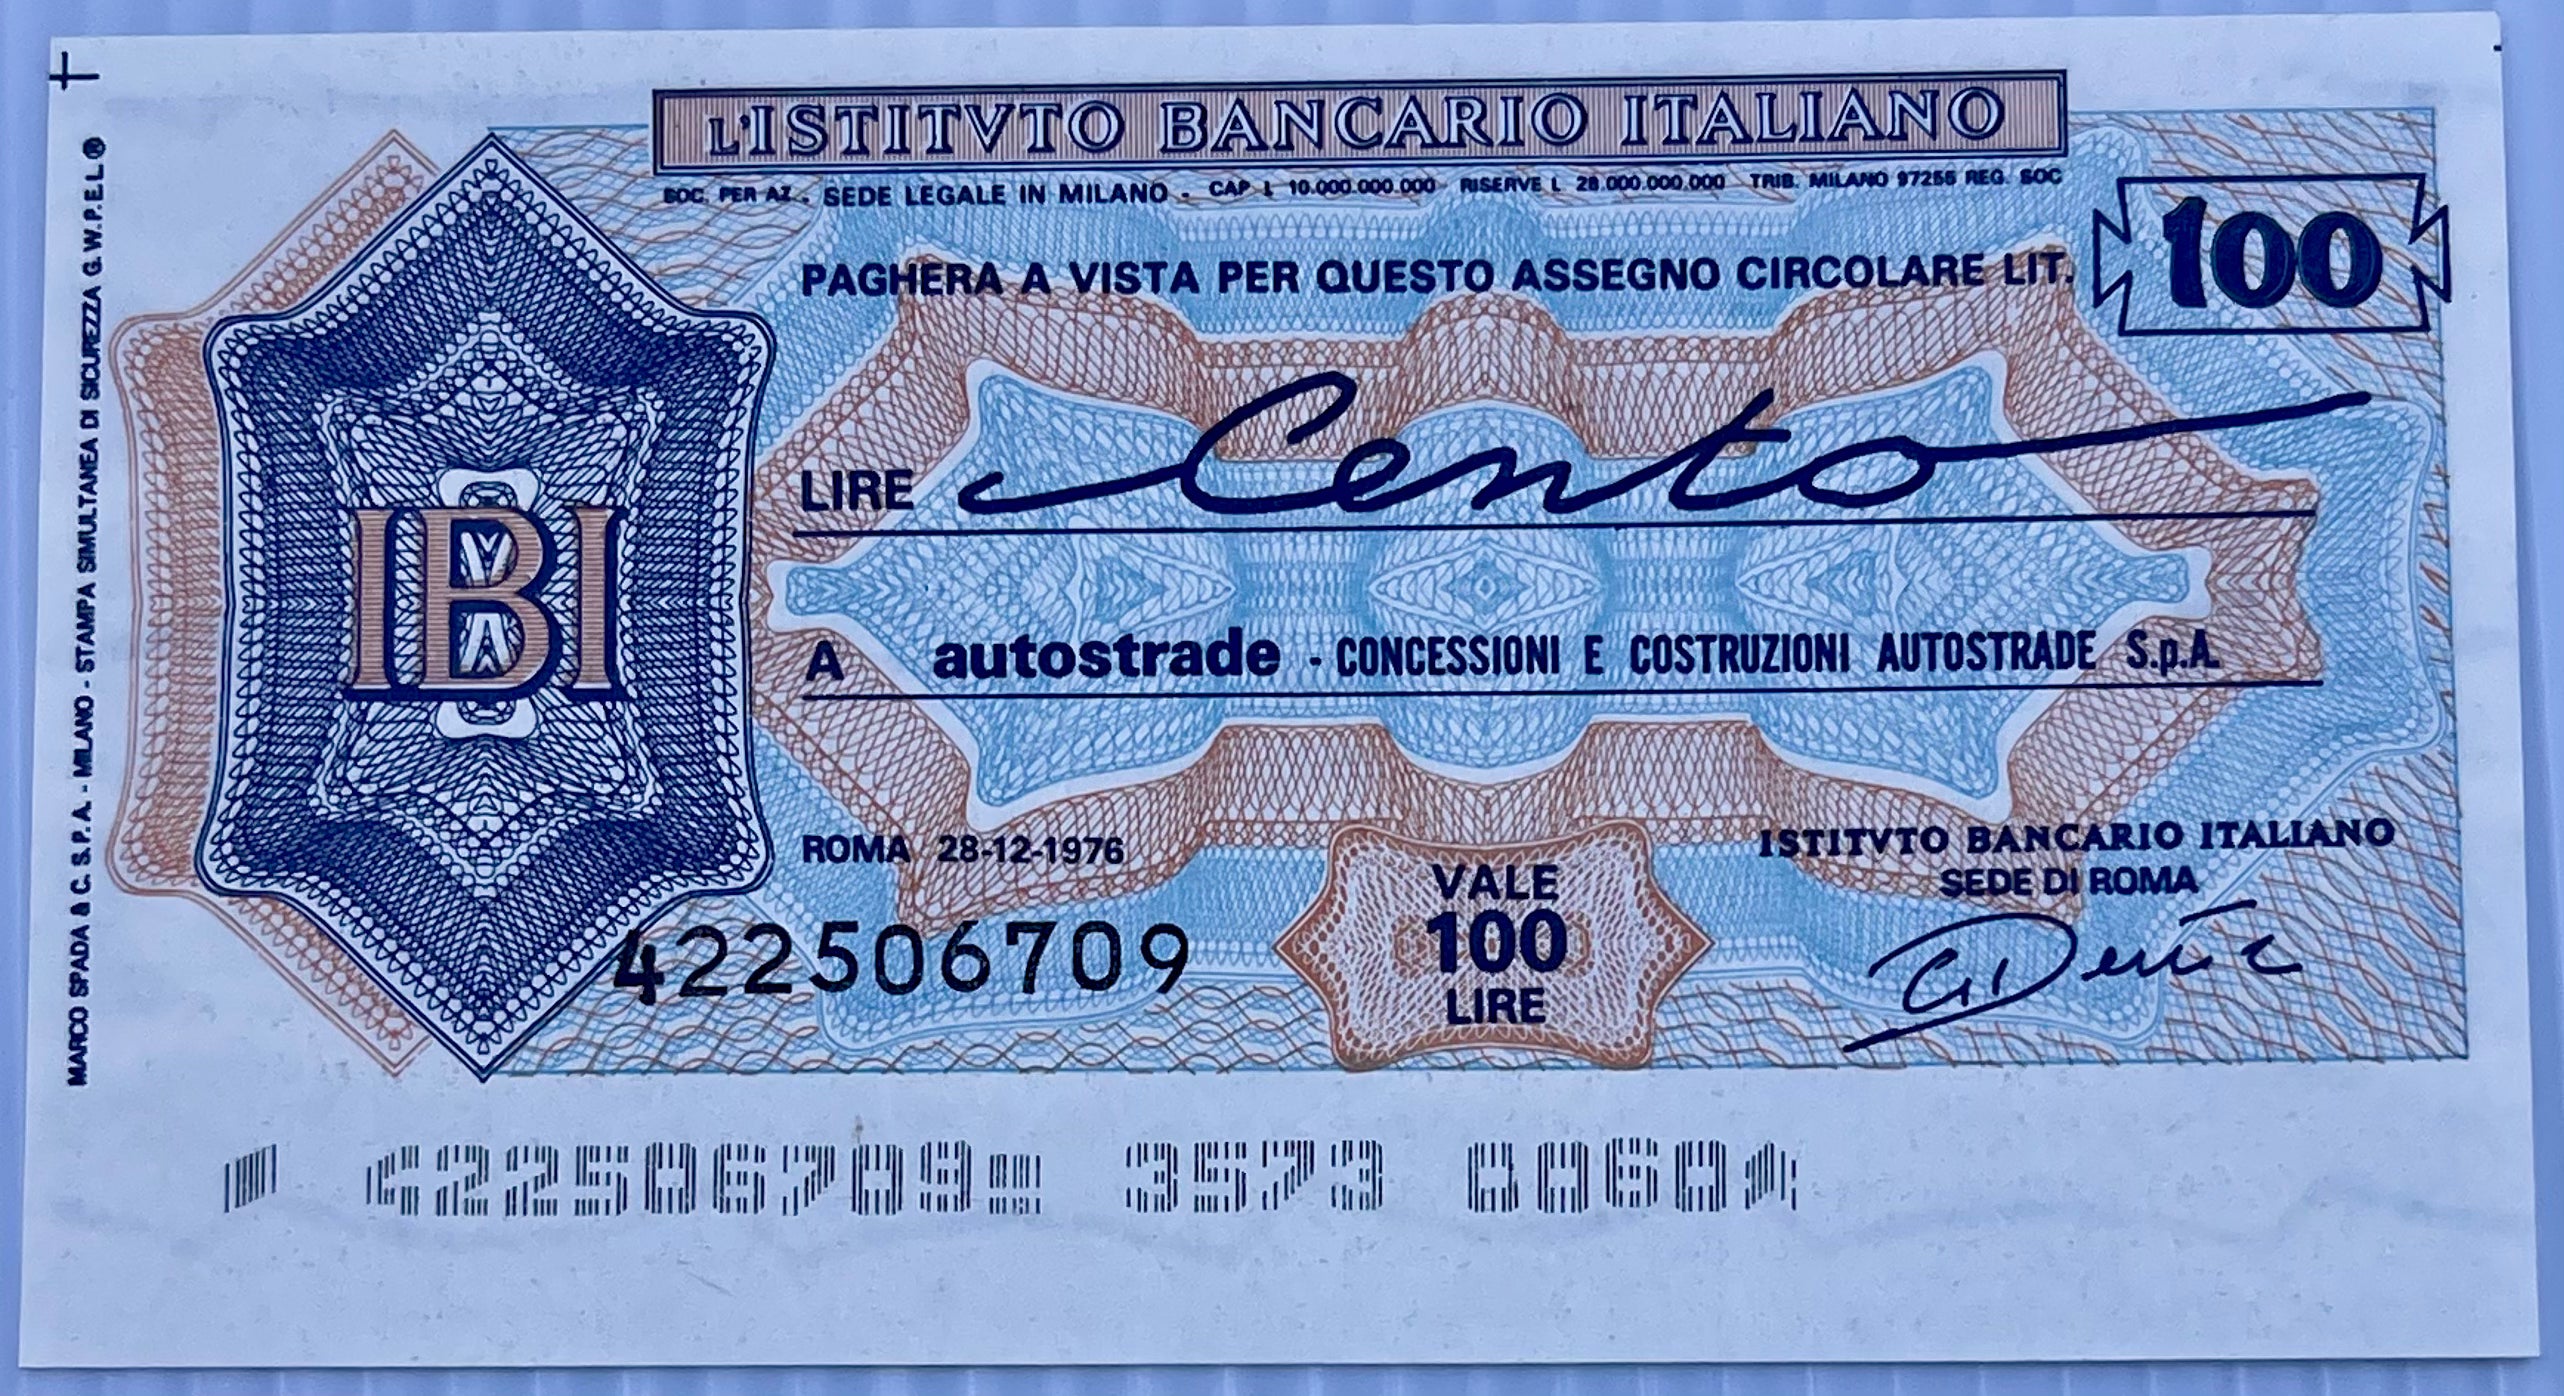 L'ISTITVTO BANCARIO ITALIANO
SOC. PER AZ. - SEDE LEGALE IN MILANO - CAP L 10.000.000.000 RISERVE L 28.000.000.000 TRIB. MILANO 97255 REG. SOC
PAGHERA A VISTA PER QUESTO ASSEGNO CIRCOLARE LIT. 100
LIRE Cento
A autostrade - CONCESSIONI E COSTRUZIONI AUTOSTRADE S.p.A.
IBI
ROMA 28-12-1976
422506709
VALE
100
LIRE
ISTITVTO BANCARIO ITALIANO
SEDE DI ROMA
422506709 3573 00604
MARCO SPADA & C. S.P.A. - MILANO - STAMPA SIMULTANEA DI SICUREZZA G.W.P.E.L.®